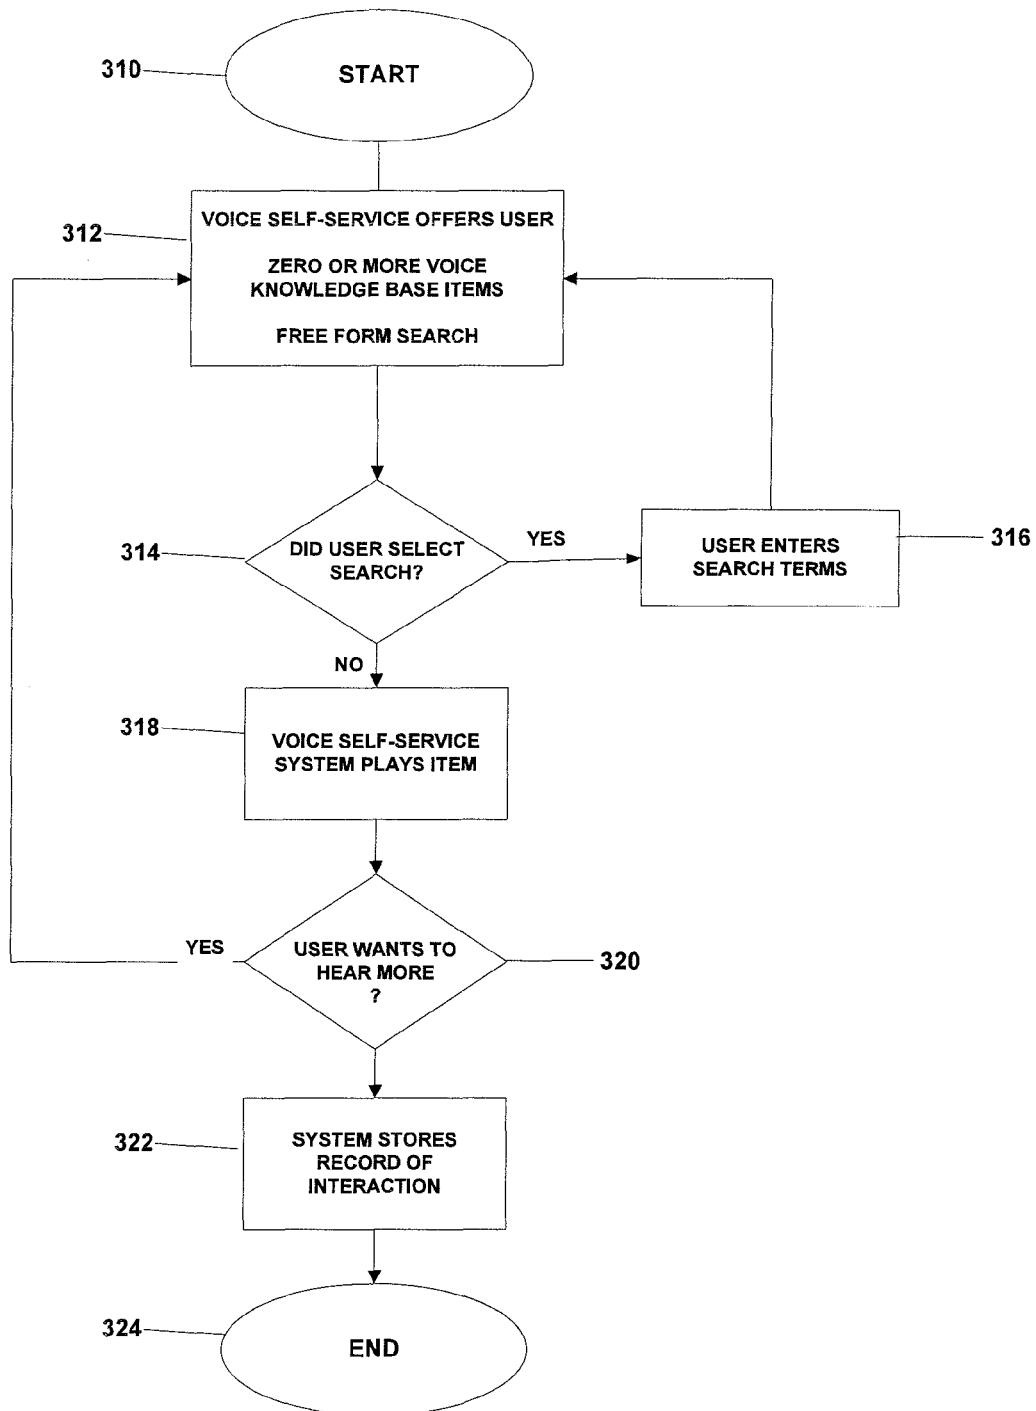 310
START
312
VOICE SELF-SERVICE OFFERS USER
ZERO OR MORE VOICE
KNOWLEDGE BASE ITEMS
FREE FORM SEARCH
314
DID USER SELECT
SEARCH?
YES
USER ENTERS
SEARCH TERMS
316
NO
318
VOICE SELF-SERVICE
SYSTEM PLAYS ITEM
YES
USER WANTS TO
HEAR MORE
?
320
322
SYSTEM STORES
RECORD OF
INTERACTION
324
END